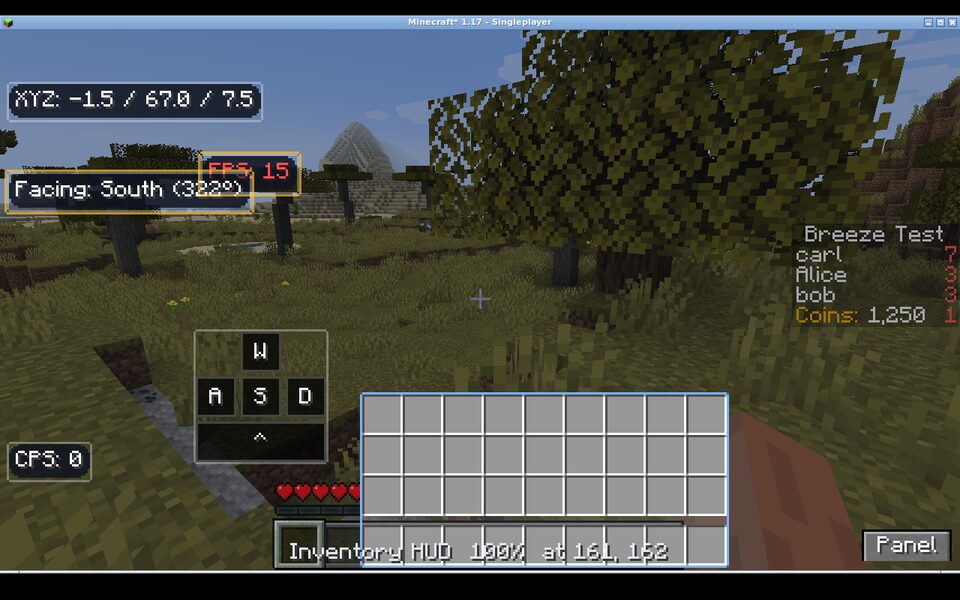 Minecraft* 1.17 - Singleplayer
XYZ: -1.5 / 67.0 / 7.5
FPS: 15
Facing: South (322°)
Breeze Test
carl 7
Alice 3
bob 3
Coins: 1,250 1
W
A S D
^
CPS: 0
Inventory HUD 100% at 161, 162
Panel